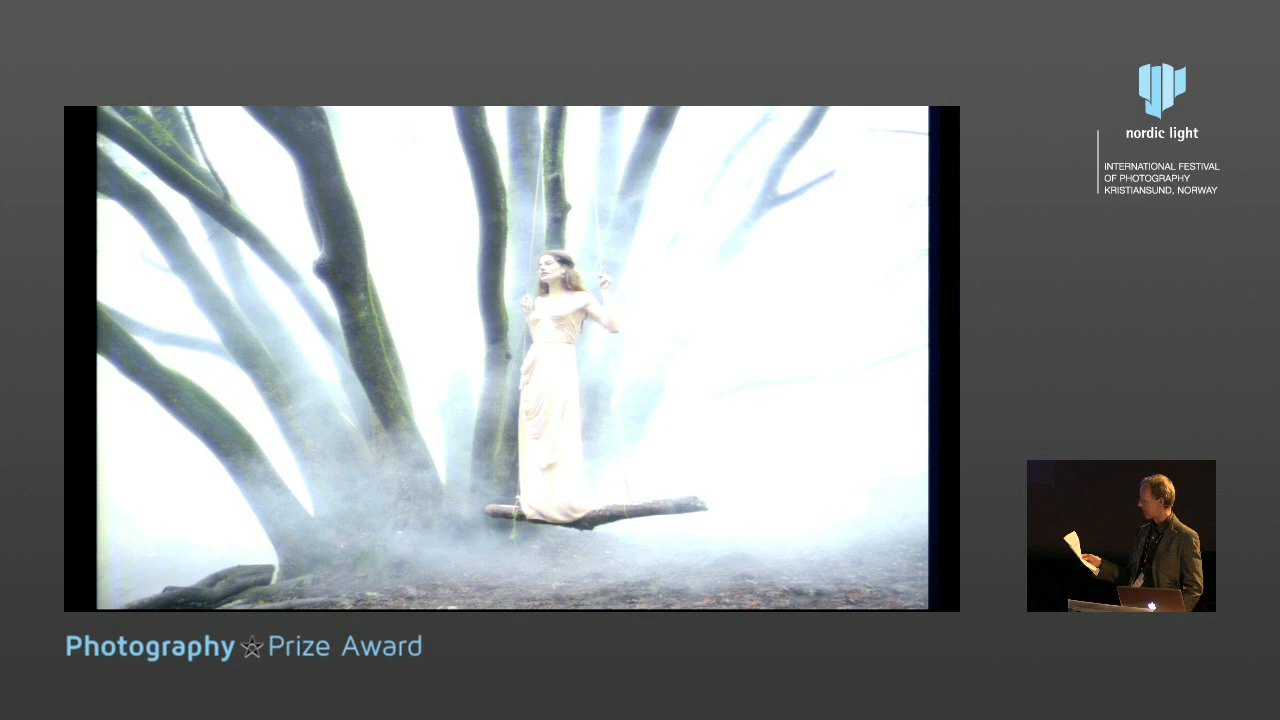 nordic light
INTERNATIONAL FESTIVAL
OF PHOTOGRAPHY
KRISTIANSUND, NORWAY
Photography Prize Award